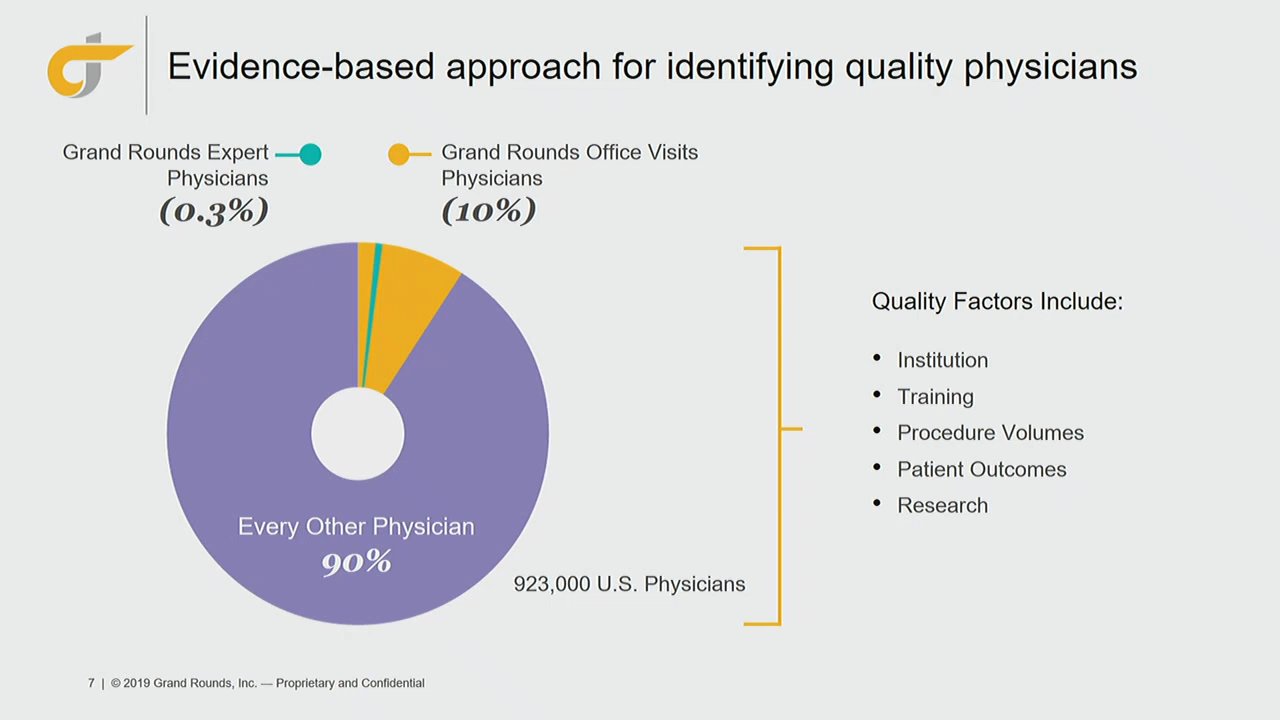 Evidence-based approach for identifying quality physicians
Grand Rounds Expert
Physicians
(0.3%)
Grand Rounds Office Visits
Physicians
(10%)
Every Other Physician
90%
923,000 U.S. Physicians
Quality Factors Include:
• Institution
• Training
• Procedure Volumes
• Patient Outcomes
• Research
7 | © 2019 Grand Rounds, Inc. — Proprietary and Confidential